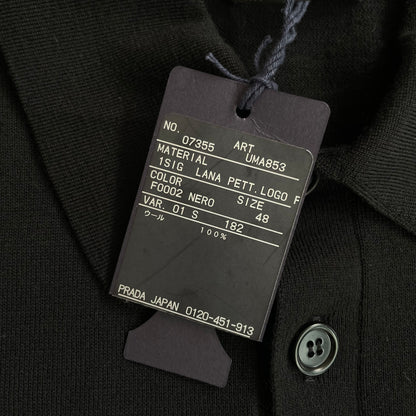 NO. 07355 ART UMA853
MATERIAL
1SIG LANA PETT.LOGO F
COLOR SIZE
F0002 NERO 48
VAR. 01 S 182
ウール 100%
PRADA JAPAN 0120-451-913